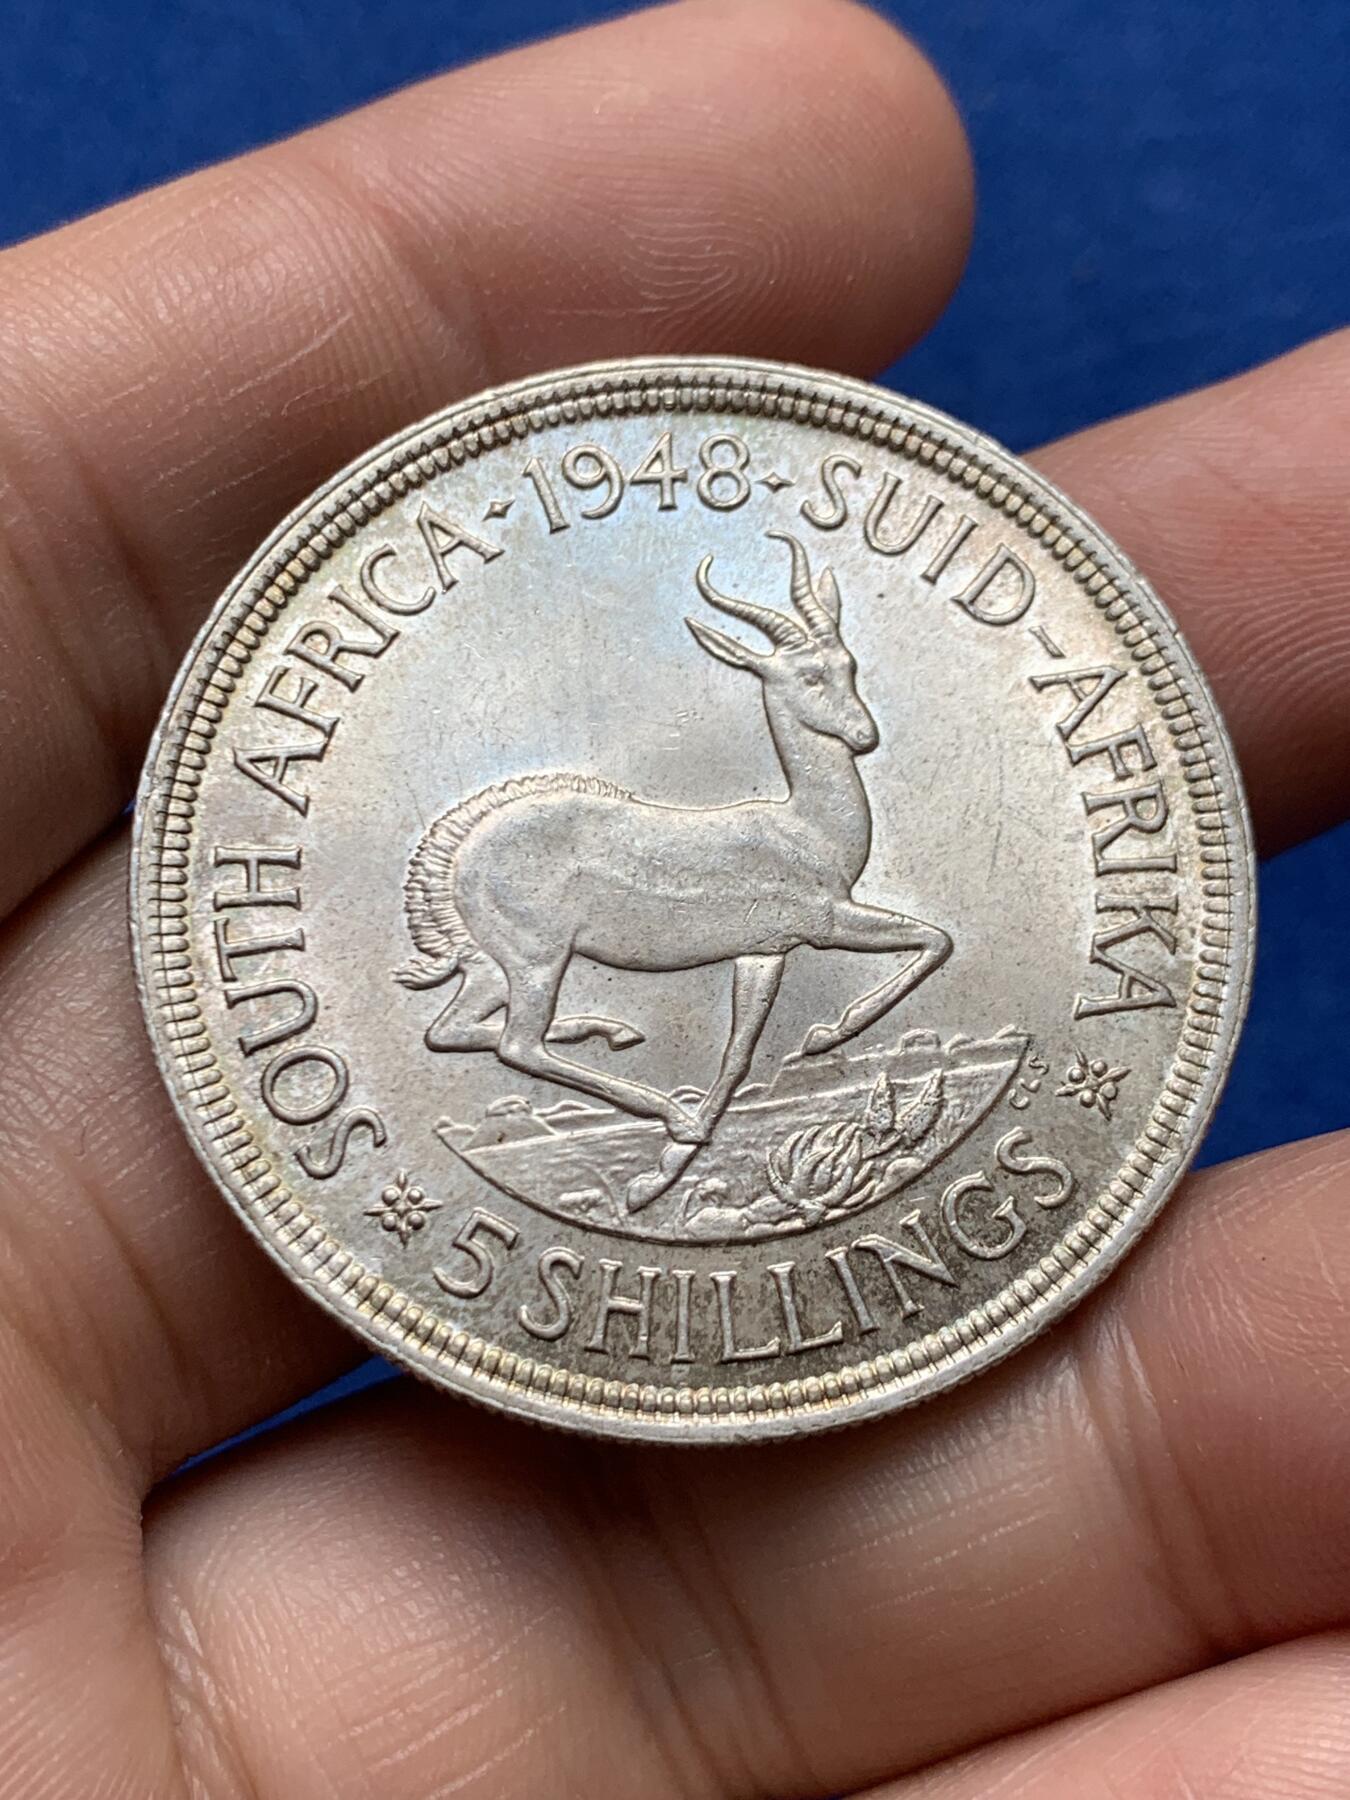 SOUTH AFRICA · 1948 · SUID-AFRIKA
CLS
5 SHILLINGS